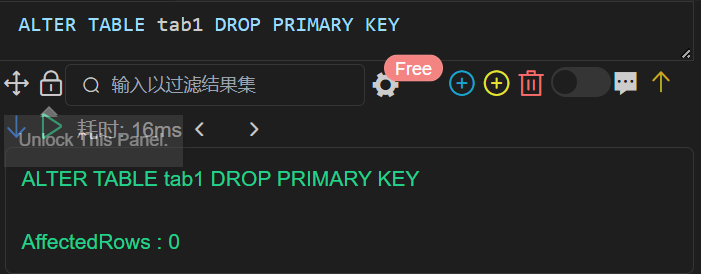 ALTER TABLE tab1 DROP PRIMARY KEY
输入以过滤结果集
Free
耗时: 16ms
Unlock This Panel.
ALTER TABLE tab1 DROP PRIMARY KEY
AffectedRows : 0